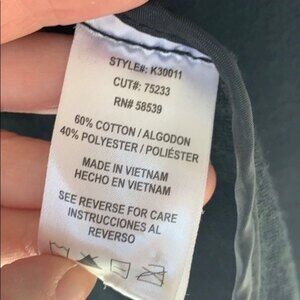 STYLE#: K30011
CUT#: 75233
RN# 58539
60% COTTON / ALGODON
40% POLYESTER / POLIÉSTER
MADE IN VIETNAM
HECHO EN VIETNAM
SEE REVERSE FOR CARE
INSTRUCCIONES AL
REVERSO